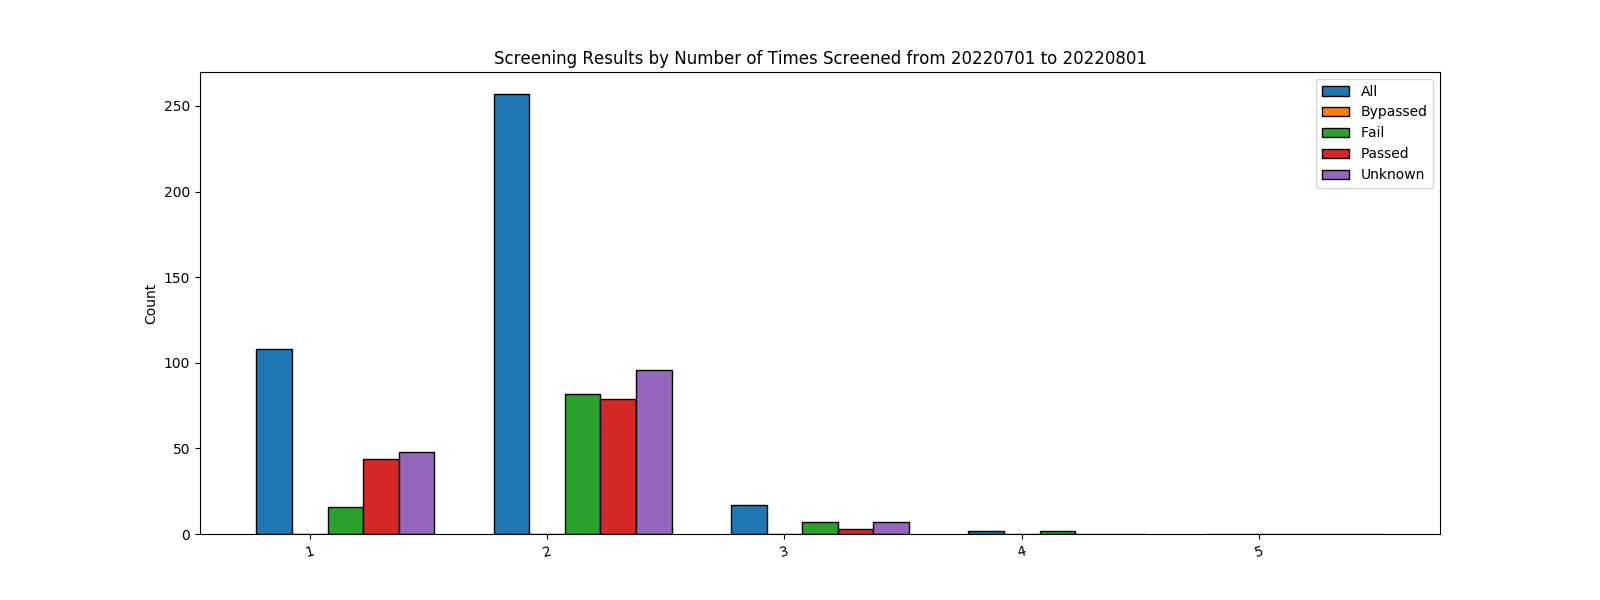 Screening Results by Number of Times Screened from 20220701 to 20220801
All
Bypassed
Fail
Passed
Unknown
Count
250
200
150
100
50
0
1
2
3
4
5